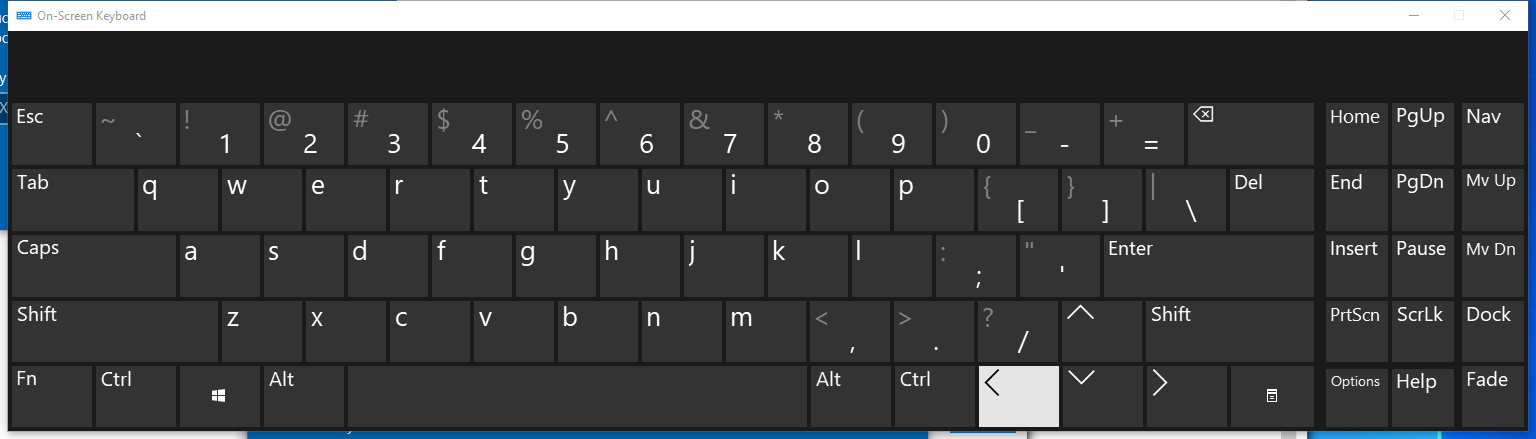 On-Screen Keyboard
Esc ~ ` ! 1 @ 2 # 3 $ 4 % 5 ^ 6 & 7 * 8 ( 9 ) 0 _ - + = Home PgUp Nav
Tab q w e r t y u i o p { [ } ] | \ Del End PgDn Mv Up
Caps a s d f g h j k l : ; " ' Enter Insert Pause Mv Dn
Shift z x c v b n m < , > . ? / Shift PrtScn ScrLk Dock
Fn Ctrl Alt Alt Ctrl Options Help Fade